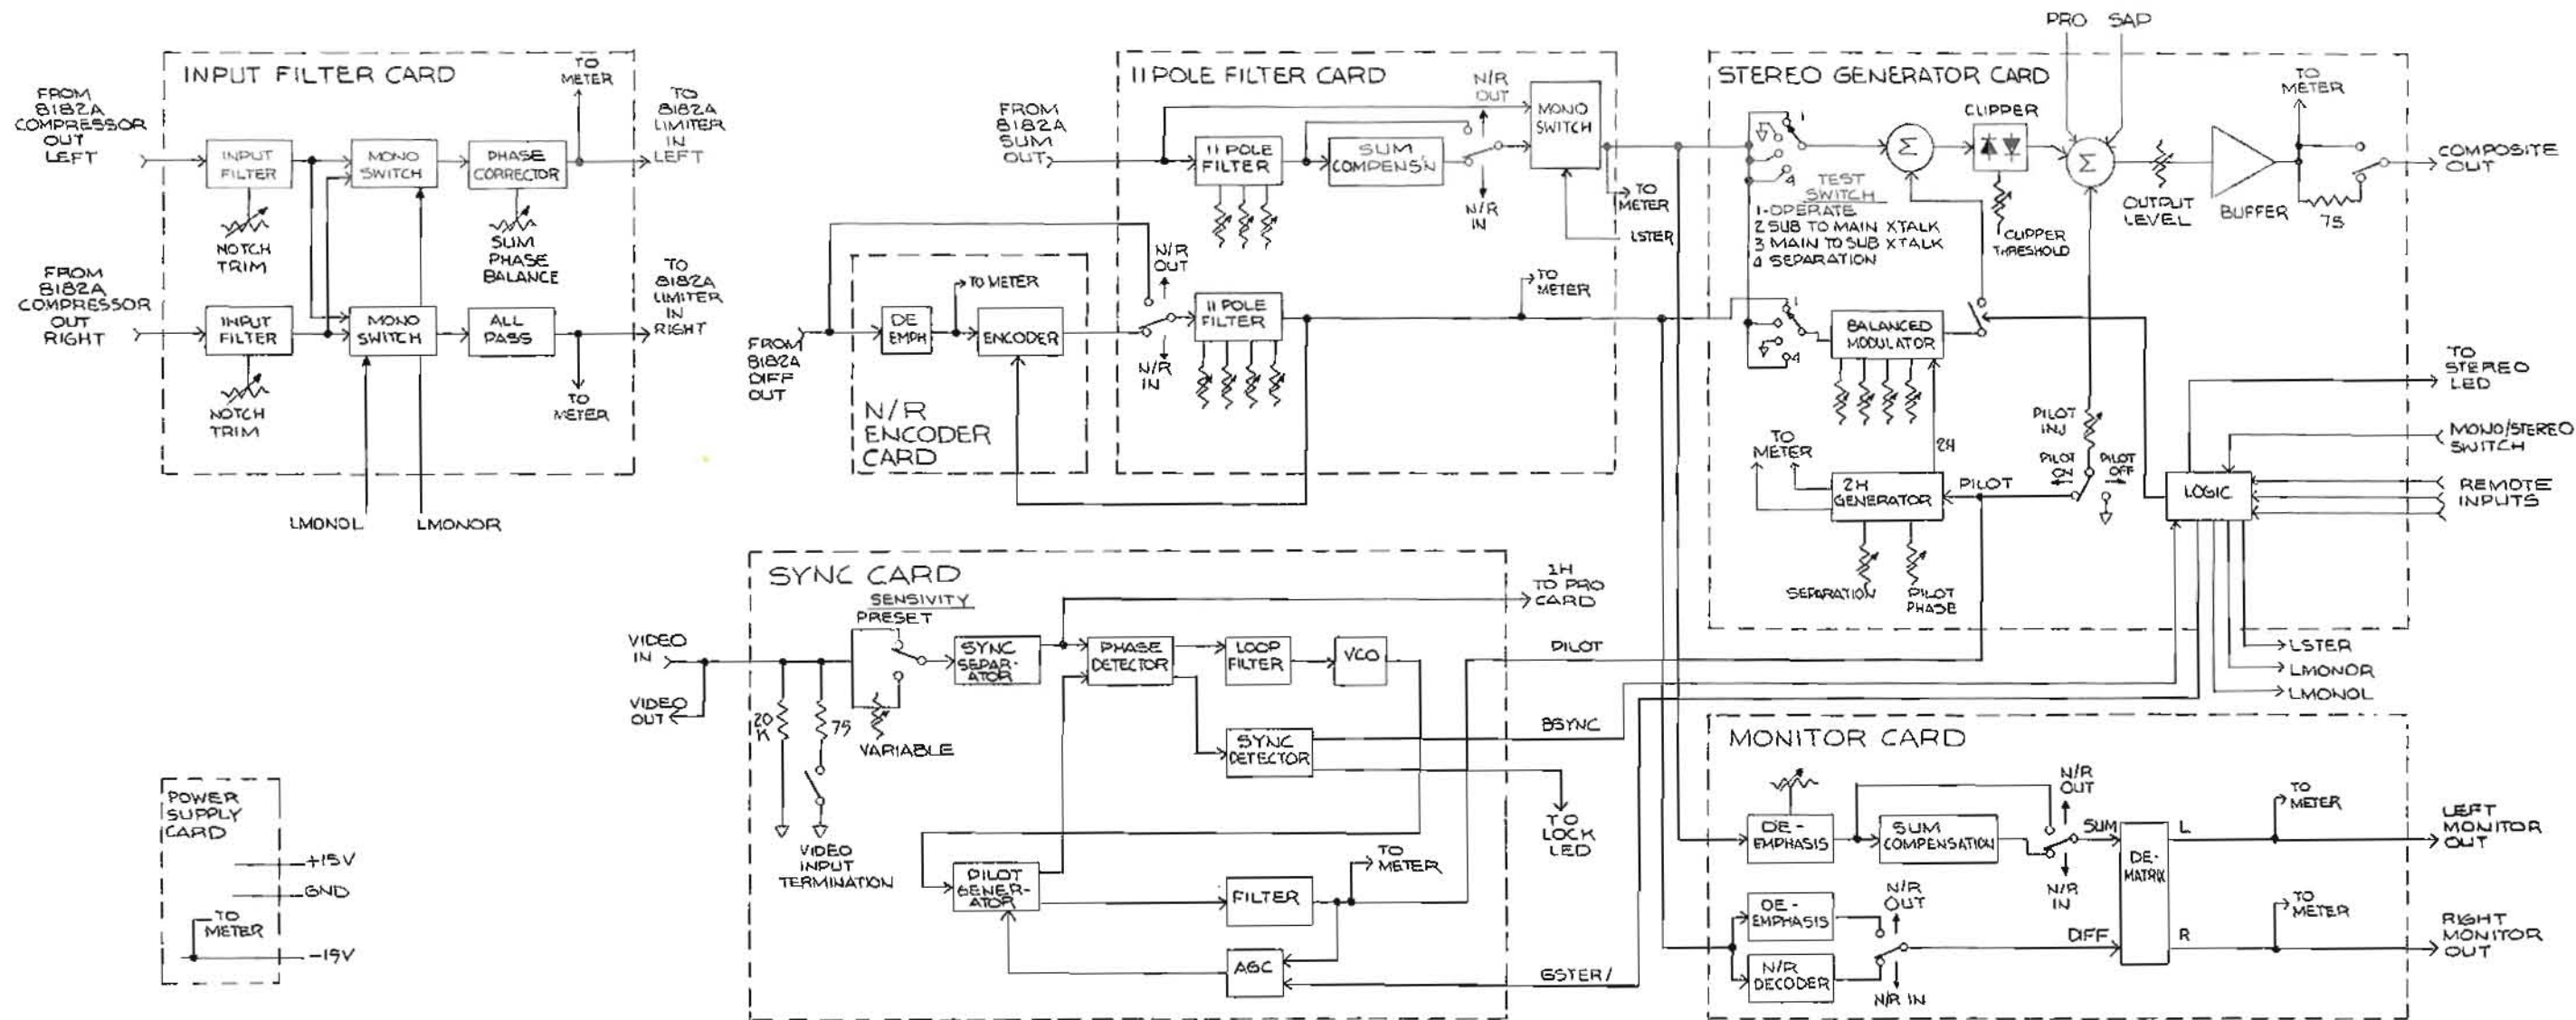 INPUT FILTER CARD
FROM
8182A
COMPRESSOR
OUT
LEFT
INPUT
FILTER
NOTCH
TRIM
MONO
SWITCH
PHASE
CORRECTOR
SUM
PHASE
BALANCE
TO
METER
TO
8182A
LIMITER
IN
LEFT
FROM
8182A
COMPRESSOR
OUT
RIGHT
INPUT
FILTER
NOTCH
TRIM
MONO
SWITCH
ALL
PASS
TO
METER
TO
8182A
LIMITER
IN
RIGHT
LMONOL
LMONOR
11 POLE FILTER CARD
FROM
8182A
SUM
OUT
11 POLE
FILTER
SUM
COMPENS'N
N/R
OUT
N/R
IN
MONO
SWITCH
TO
METER
LSTER
N/R
OUT
N/R
IN
11 POLE
FILTER
TO
METER
FROM
8182A
DIFF
OUT
DE
EMPH
TO METER
ENCODER
N/R
ENCODER
CARD
STEREO GENERATOR CARD
PRO
SAP
1
4
TEST
SWITCH
1-OPERATE
2 SUB TO MAIN XTALK
3 MAIN TO SUB XTALK
4 SEPARATION
Σ
CLIPPER
CLIPPER
THRESHOLD
Σ
OUTPUT
LEVEL
BUFFER
TO
METER
75
COMPOSITE
OUT
1
4
BALANCED
MODULATOR
2H
TO
METER
2H
GENERATOR
SEPARATION
PILOT
PHASE
PILOT
PILOT
INJ
PILOT
ON
PILOT
OFF
LOGIC
TO
STEREO
LED
MONO/STEREO
SWITCH
REMOTE
INPUTS
LSTER
LMONOR
LMONOL
SYNC CARD
SENSIVITY
PRESET
VARIABLE
VIDEO
IN
VIDEO
OUT
20
K
75
VIDEO
INPUT
TERMINATION
SYNC
SEPAR-
ATOR
PHASE
DETECTOR
LOOP
FILTER
VCO
1H
TO PRO
CARD
PILOT
SYNC
DETECTOR
BSYNC
TO
LOCK
LED
PILOT
GENER-
ATOR
FILTER
TO
METER
AGC
GSTER/
MONITOR CARD
DE-
EMPHASIS
SUM
COMPENSATION
N/R
OUT
N/R
IN
SUM
DE-
MATRIX
L
TO
METER
LEFT
MONITOR
OUT
DE-
EMPHASIS
N/R
DECODER
N/R
OUT
N/R IN
DIFF
R
TO
METER
RIGHT
MONITOR
OUT
POWER
SUPPLY
CARD
+15V
GND
TO
METER
-15V